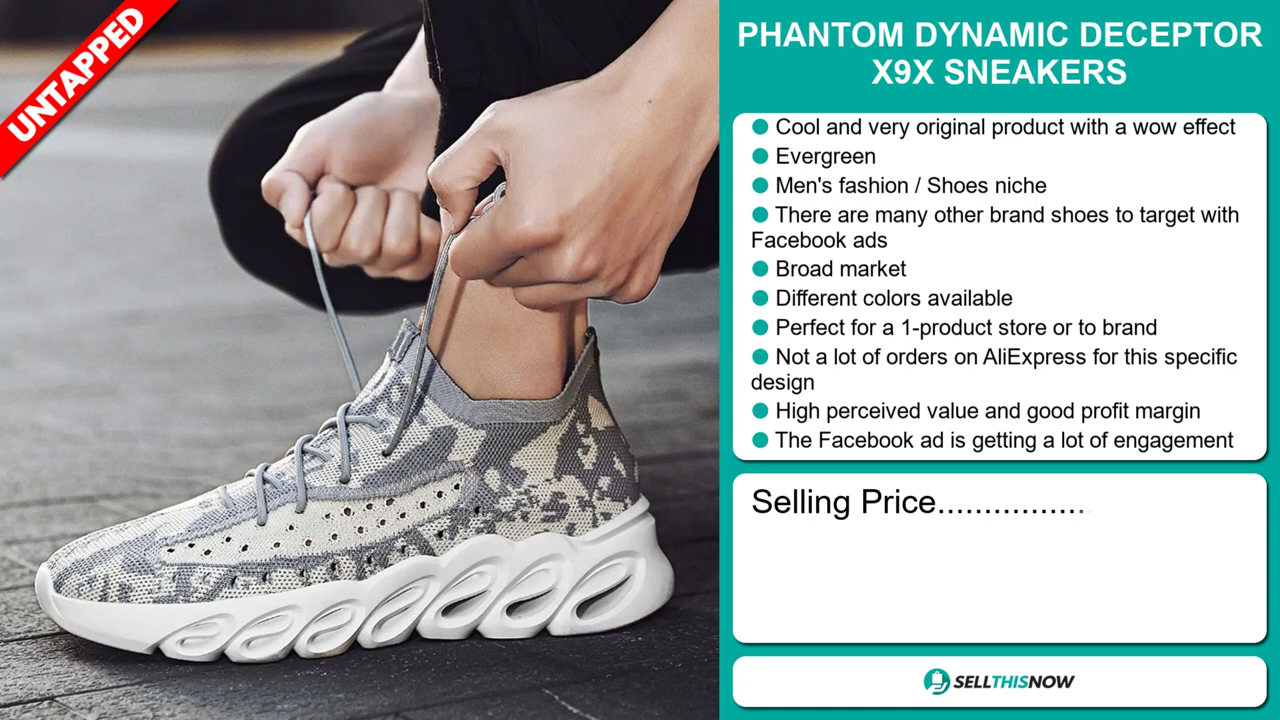 UNTAPPED
PHANTOM DYNAMIC DECEPTOR
X9X SNEAKERS
● Cool and very original product with a wow effect
● Evergreen
● Men's fashion / Shoes niche
● There are many other brand shoes to target with
Facebook ads
● Broad market
● Different colors available
● Perfect for a 1-product store or to brand
● Not a lot of orders on AliExpress for this specific
design
● High perceived value and good profit margin
● The Facebook ad is getting a lot of engagement
Selling Price.................
SELLTHISNOW